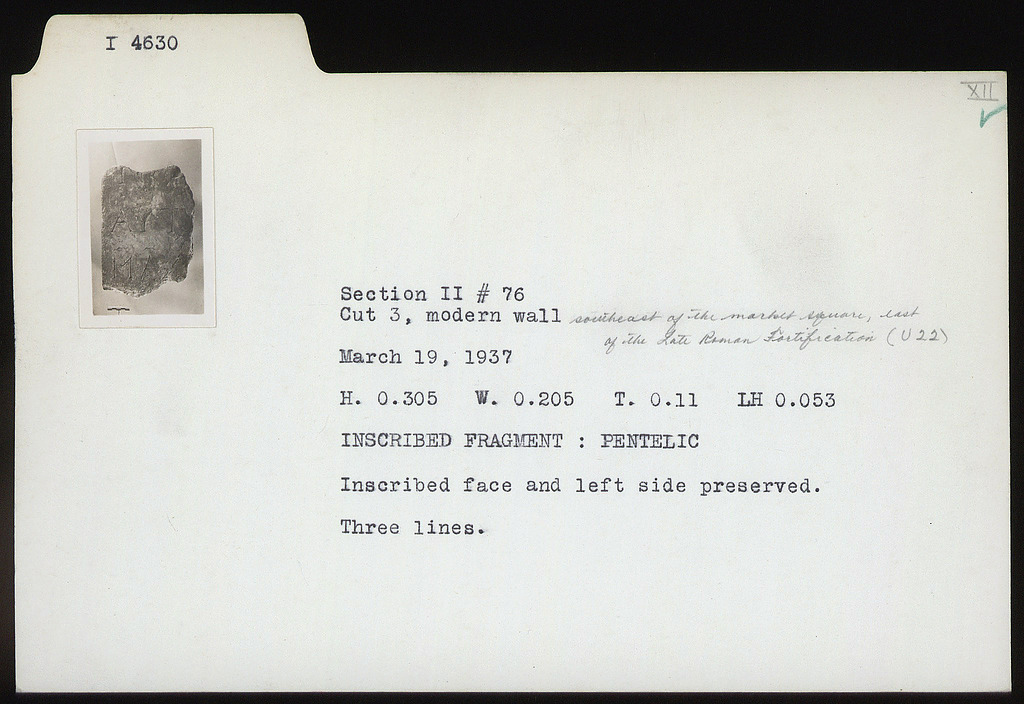 I 4630
XII
Section II # 76
Cut 3, modern wall southeast of the market square, east
of the Late Roman Fortification (U 22)
March 19, 1937
H. 0.305 W. 0.205 T. 0.11 LH 0.053
INSCRIBED FRAGMENT : PENTELIC
Inscribed face and left side preserved.
Three lines.